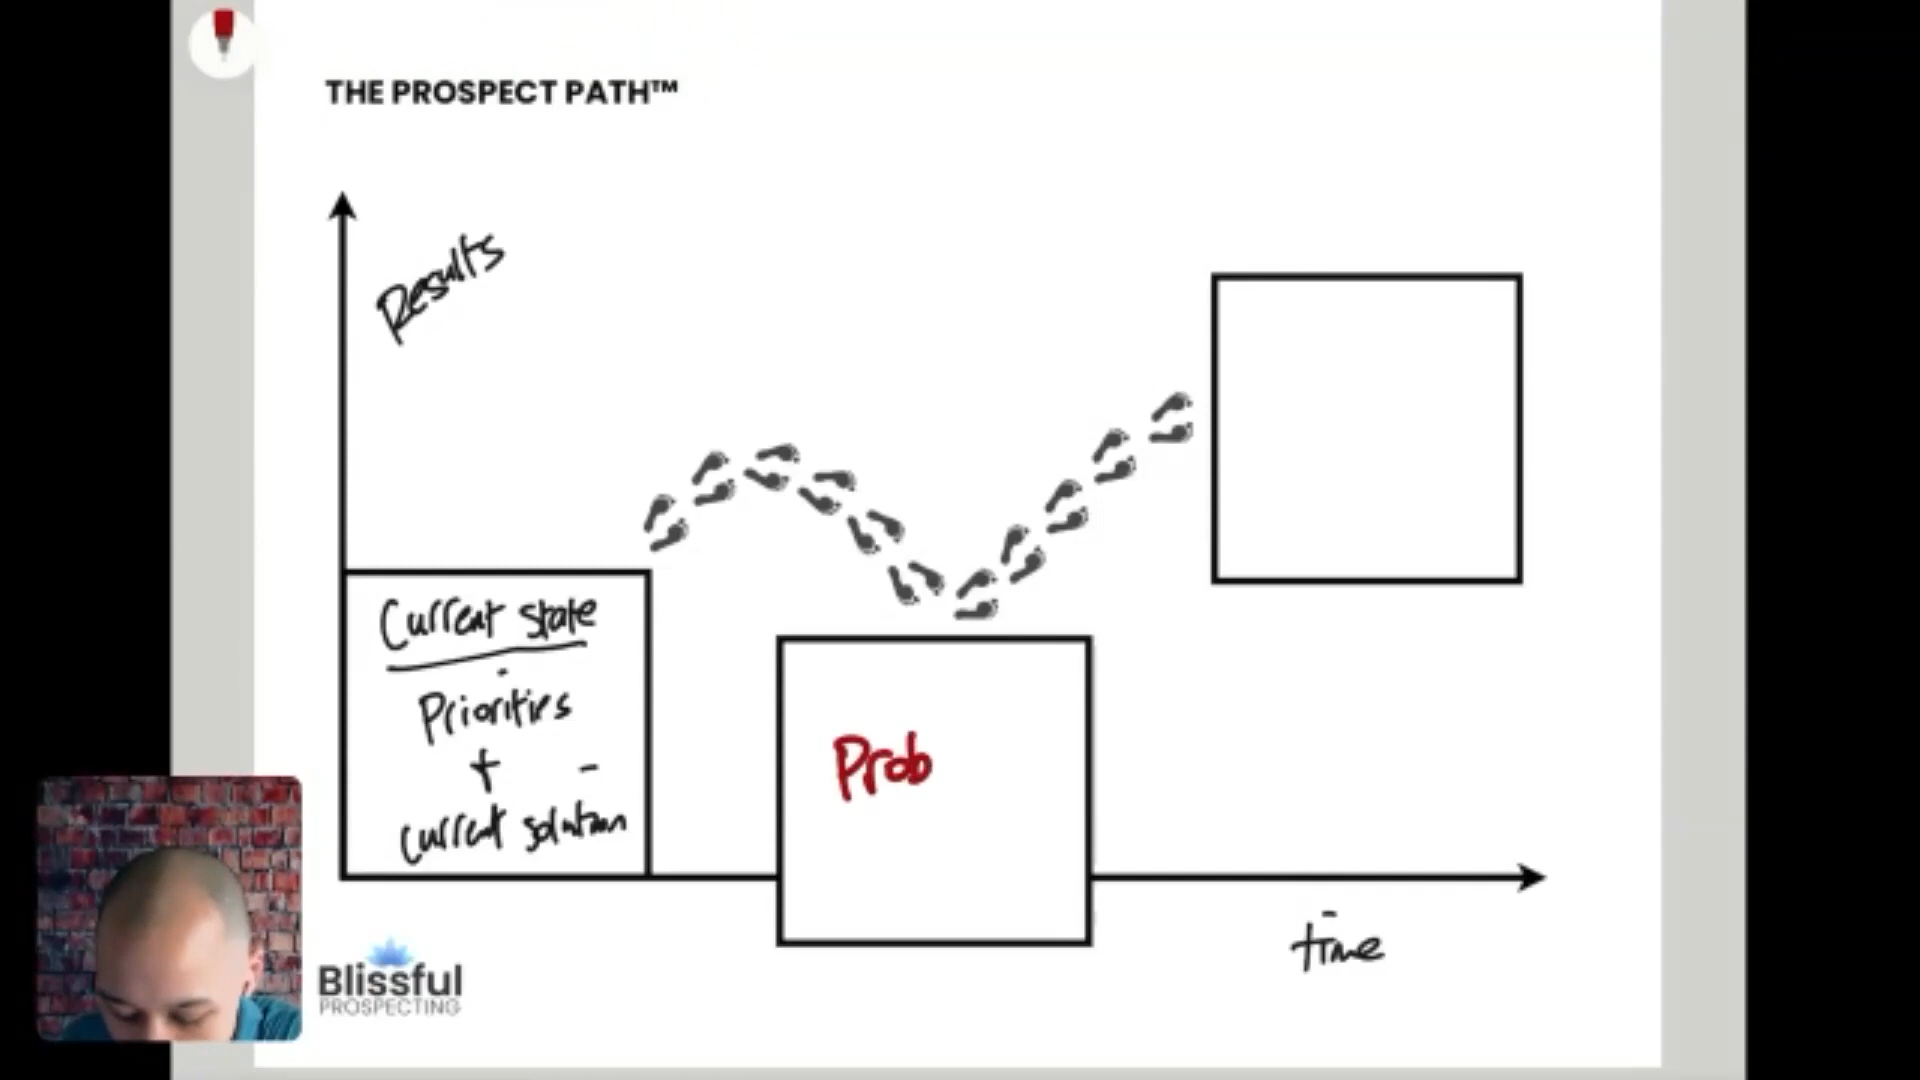 THE PROSPECT PATH™
Results
Current state
Priorities
+
Current solution
Prob
time
Blissful
PROSPECTING